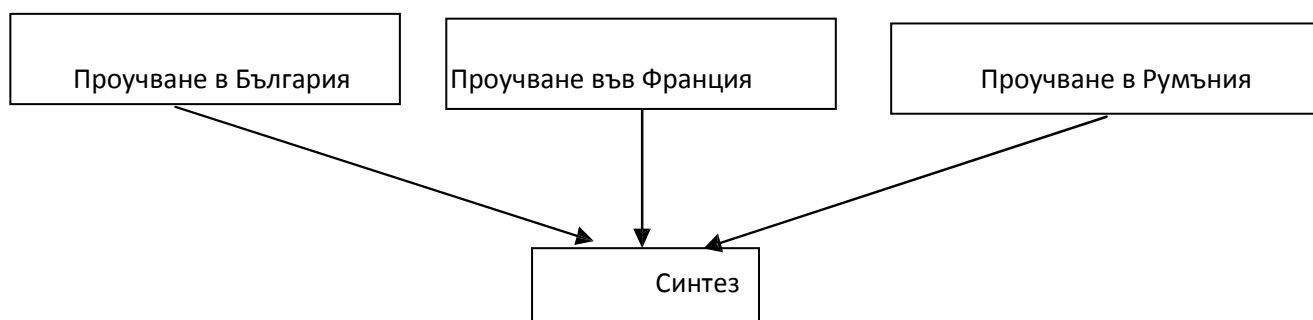 Проучване в България
Проучване във Франция
Проучване в Румъния
Синтез